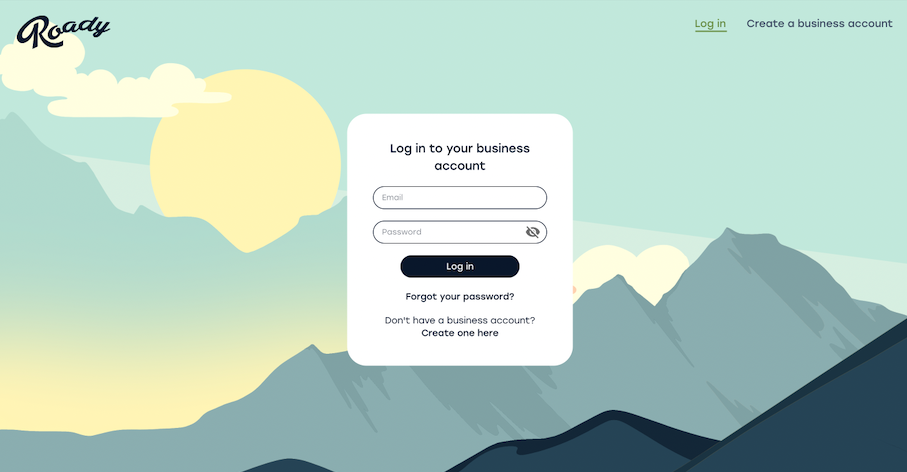 Roady
Log in
Create a business account
Log in to your business
account
Email
Password
Log in
Forgot your password?
Don't have a business account?
Create one here